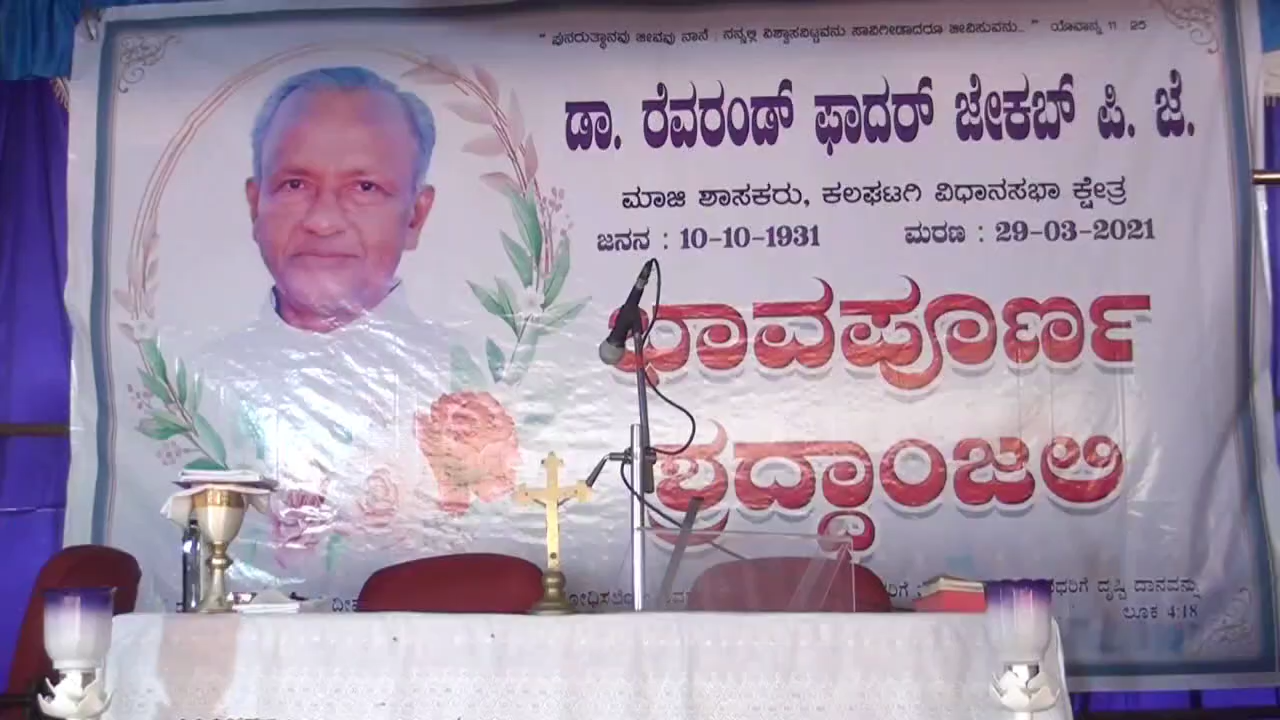 “ ಪುನರುತ್ಥಾನವು ಜೀವವು ನಾನೆ ; ನನ್ನಲ್ಲಿ ವಿಶ್ವಾಸವಿಟ್ಟವನು ಸಾವಿಗೀಡಾದರೂ ಜೀವಿಸುವನು... ” ಯೊವಾನ್ನ 11 : 25
ಡಾ. ರೆವರಂಡ್ ಫಾದರ್ ಜೇಕಬ್ ಪಿ. ಜೆ.
ಮಾಜಿ ಶಾಸಕರು, ಕಲಘಟಗಿ ವಿಧಾನಸಭಾ ಕ್ಷೇತ್ರ
ಜನನ : 10-10-1931 ಮರಣ : 29-03-2021
ಭಾವಪೂರ್ಣ
ಶ್ರದ್ಧಾಂಜಲಿ
ದೃಷ್ಟಿ ದಾನವನ್ನು
ಲೂಕ 4:18